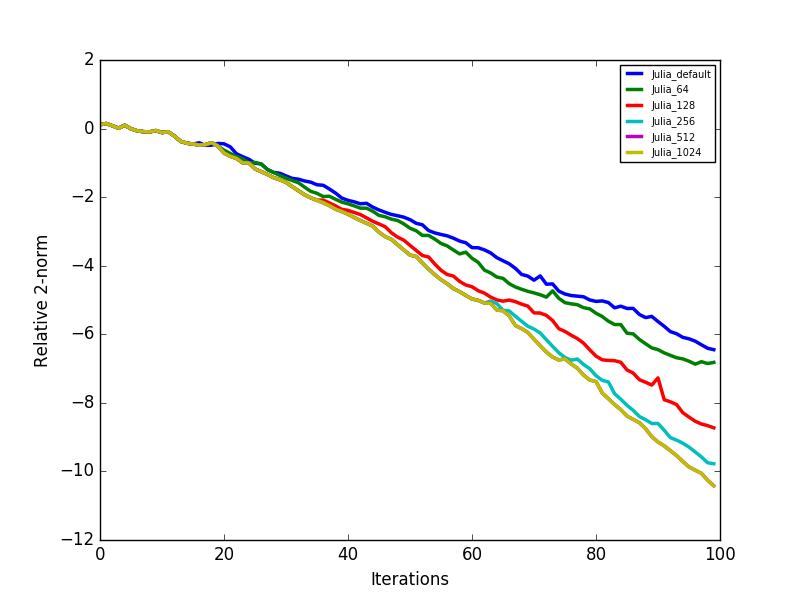 2
0
−2
−4
−6
−8
−10
−12
0 20 40 60 80 100
Iterations
Relative 2-norm
Julia_default
Julia_64
Julia_128
Julia_256
Julia_512
Julia_1024